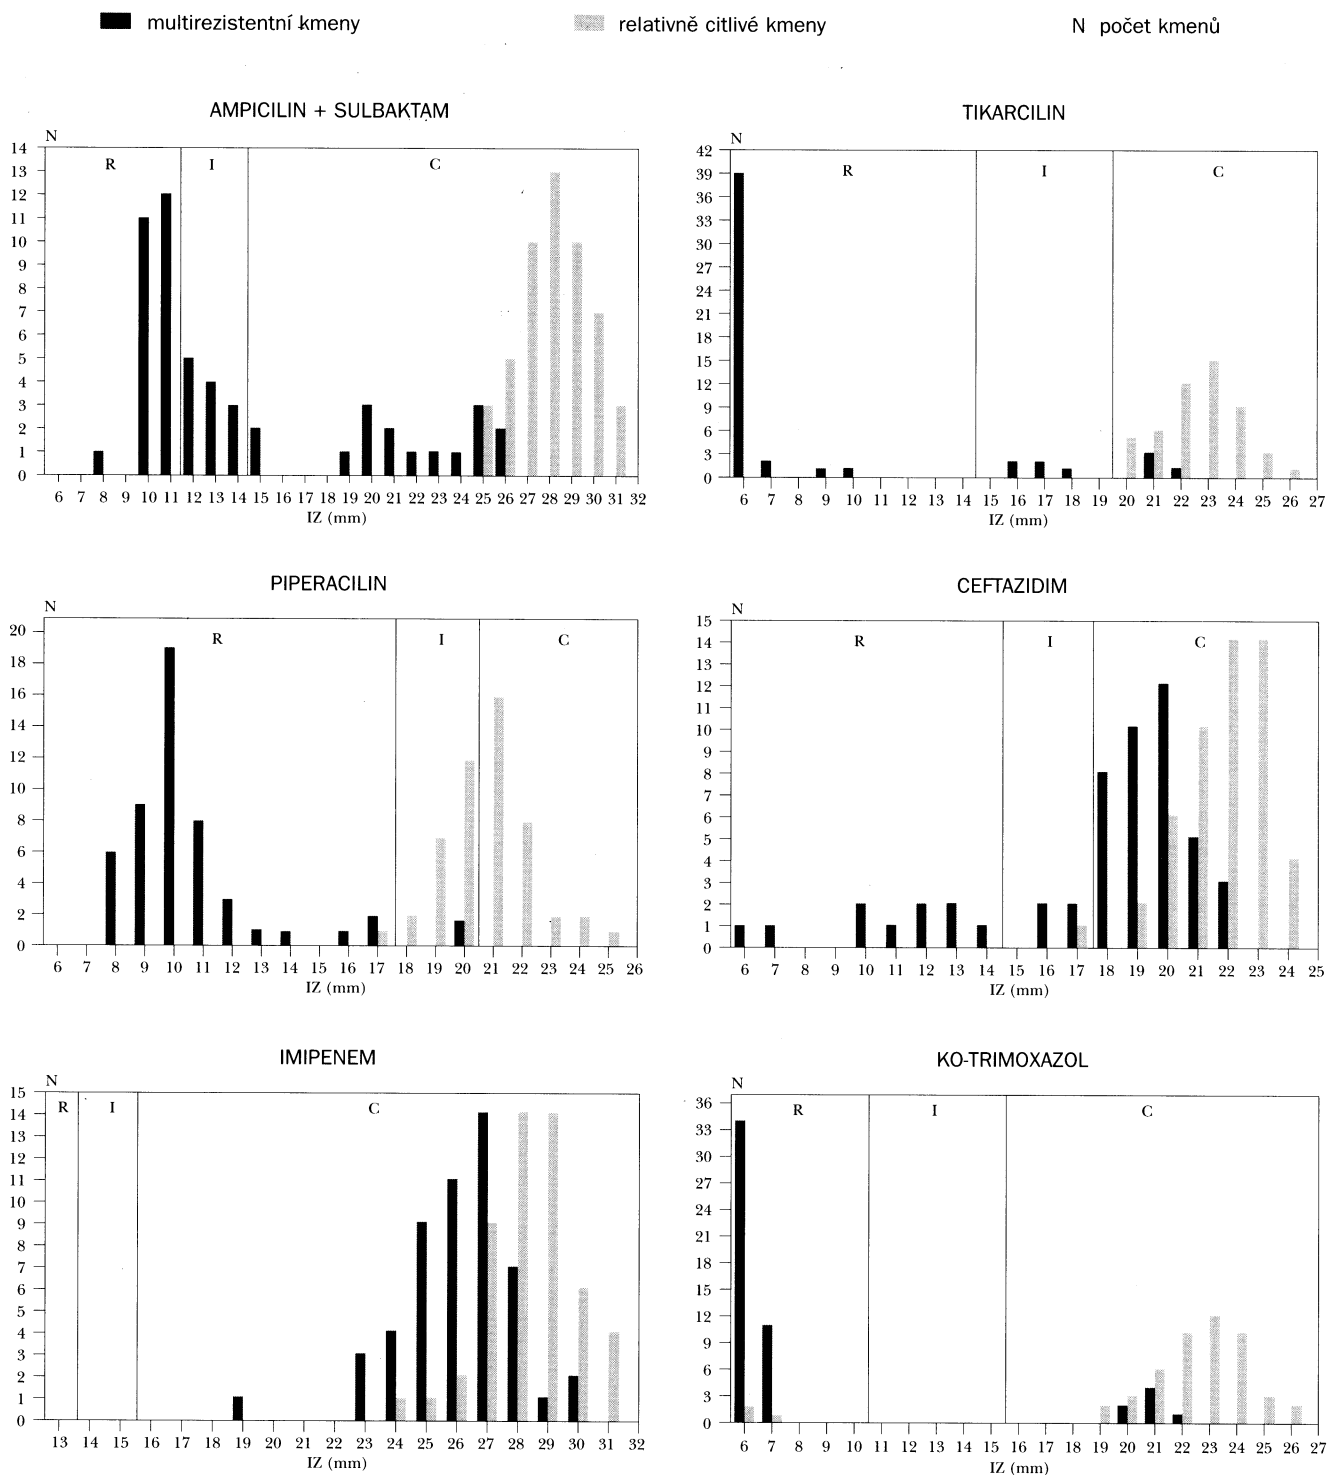 multirezistentní kmeny relativně citlivé kmeny N počet kmenů
AMPICILIN + SULBAKTAM
N
14
13
12
11
10
9
8
7
6
5
4
3
2
1
0
R I C
6 7 8 9 10 11 12 13 14 15 16 17 18 19 20 21 22 23 24 25 26 27 28 29 30 31 32
IZ (mm)
TIKARCILIN
N
42
39
36
33
30
27
24
21
18
15
12
9
6
3
0
R I C
6 7 8 9 10 11 12 13 14 15 16 17 18 19 20 21 22 23 24 25 26 27
IZ (mm)
PIPERACILIN
N
20
18
16
14
12
10
8
6
4
2
0
R I C
6 7 8 9 10 11 12 13 14 15 16 17 18 19 20 21 22 23 24 25 26
IZ (mm)
CEFTAZIDIM
N
15
14
13
12
11
10
9
8
7
6
5
4
3
2
1
0
R I C
6 7 8 9 10 11 12 13 14 15 16 17 18 19 20 21 22 23 24 25
IZ (mm)
IMIPENEM
N
15
14
13
12
11
10
9
8
7
6
5
4
3
2
1
0
R I C
13 14 15 16 17 18 19 20 21 22 23 24 25 26 27 28 29 30 31 32
IZ (mm)
KO-TRIMOXAZOL
N
36
33
30
27
24
21
18
15
12
9
6
3
0
R I C
6 7 8 9 10 11 12 13 14 15 16 17 18 19 20 21 22 23 24 25 26 27
IZ (mm)